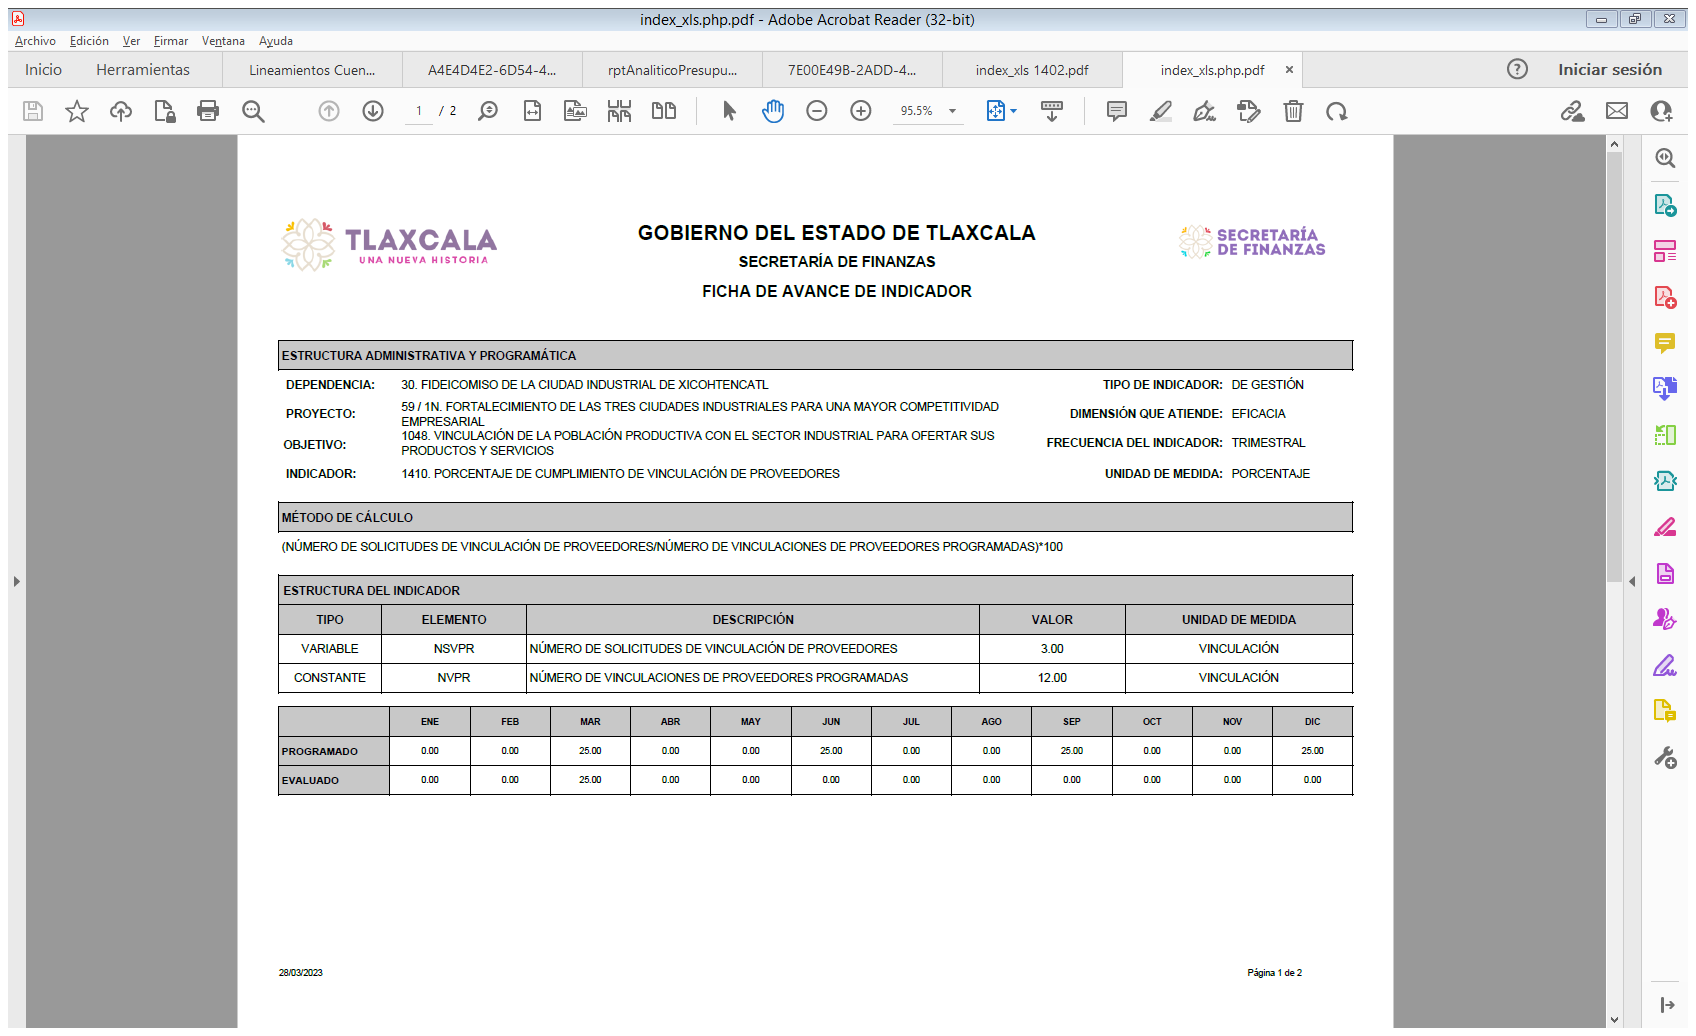 index_xls.php.pdf - Adobe Acrobat Reader (32-bit)
Archivo Edición Ver Firmar Ventana Ayuda
Inicio Herramientas Lineamientos Cuen... A4E4D4E2-6D54-4... rptAnaliticoPresupu... 7E00E49B-2ADD-4... index_xls 1402.pdf index_xls.php.pdf × ? Iniciar sesión
1 / 2 95.5%
TLAXCALA
UNA NUEVA HISTORIA
GOBIERNO DEL ESTADO DE TLAXCALA
SECRETARÍA DE FINANZAS
FICHA DE AVANCE DE INDICADOR
SECRETARÍA
DE FINANZAS
ESTRUCTURA ADMINISTRATIVA Y PROGRAMÁTICA
DEPENDENCIA: 30. FIDEICOMISO DE LA CIUDAD INDUSTRIAL DE XICOHTENCATL TIPO DE INDICADOR: DE GESTIÓN
PROYECTO: 59 / 1N. FORTALECIMIENTO DE LAS TRES CIUDADES INDUSTRIALES PARA UNA MAYOR COMPETITIVIDAD
EMPRESARIAL DIMENSIÓN QUE ATIENDE: EFICACIA
OBJETIVO: 1048. VINCULACIÓN DE LA POBLACIÓN PRODUCTIVA CON EL SECTOR INDUSTRIAL PARA OFERTAR SUS
PRODUCTOS Y SERVICIOS FRECUENCIA DEL INDICADOR: TRIMESTRAL
INDICADOR: 1410. PORCENTAJE DE CUMPLIMIENTO DE VINCULACIÓN DE PROVEEDORES UNIDAD DE MEDIDA: PORCENTAJE
MÉTODO DE CÁLCULO
(NÚMERO DE SOLICITUDES DE VINCULACIÓN DE PROVEEDORES/NÚMERO DE VINCULACIONES DE PROVEEDORES PROGRAMADAS)*100
ESTRUCTURA DEL INDICADOR
TIPO ELEMENTO DESCRIPCIÓN VALOR UNIDAD DE MEDIDA
VARIABLE NSVPR NÚMERO DE SOLICITUDES DE VINCULACIÓN DE PROVEEDORES 3.00 VINCULACIÓN
CONSTANTE NVPR NÚMERO DE VINCULACIONES DE PROVEEDORES PROGRAMADAS 12.00 VINCULACIÓN
ENE FEB MAR ABR MAY JUN JUL AGO SEP OCT NOV DIC
PROGRAMADO 0.00 0.00 25.00 0.00 0.00 25.00 0.00 0.00 25.00 0.00 0.00 25.00
EVALUADO 0.00 0.00 25.00 0.00 0.00 0.00 0.00 0.00 0.00 0.00 0.00 0.00
28/03/2023 Página 1 de 2